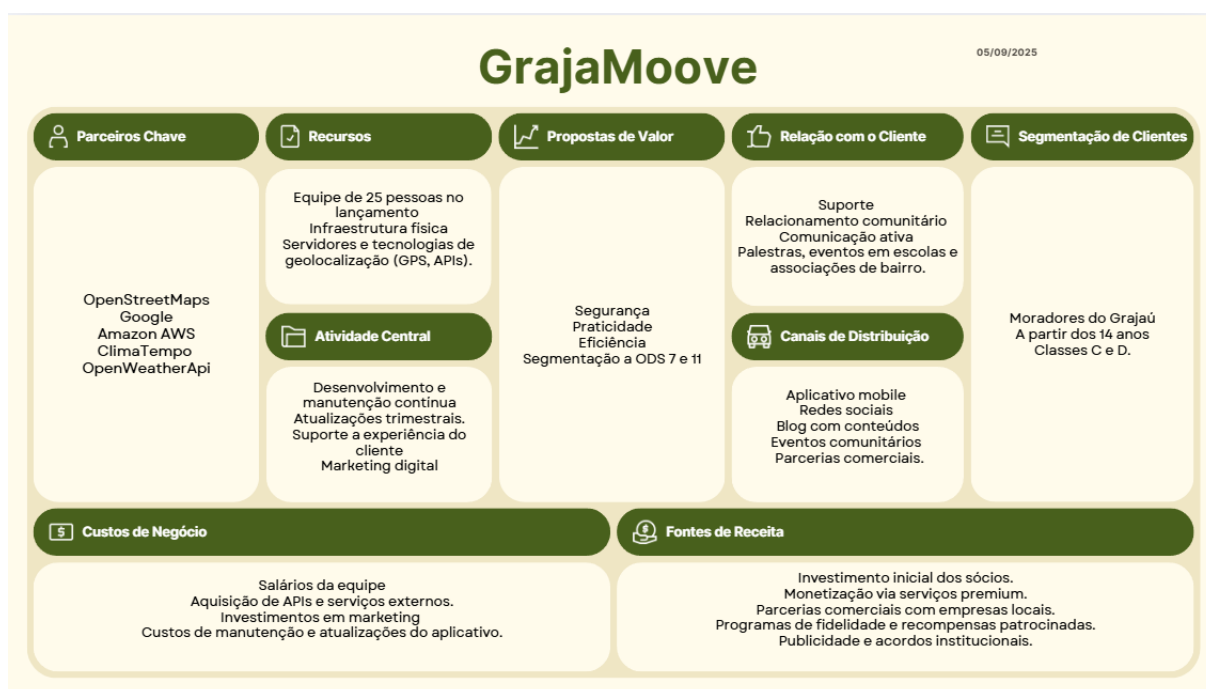 GrajaMoove
05/09/2025
Parceiros Chave
OpenStreetMaps
Google
Amazon AWS
ClimaTempo
OpenWeatherApi
Recursos
Equipe de 25 pessoas no
lançamento
Infraestrutura fisica
Servidores e tecnologias de
geolocalização (GPS, APIs).
Atividade Central
Desenvolvimento e
manutenção continua
Atualizações trimestrais.
Suporte a experiência do
cliente
Marketing digital
Propostas de Valor
Segurança
Praticidade
Eficiência
Segmentação a ODS 7 e 11
Relação com o Cliente
Suporte
Relacionamento comunitário
Comunicação ativa
Palestras, eventos em escolas e
associações de bairro.
Canais de Distribuição
Aplicativo mobile
Redes sociais
Blog com conteúdos
Eventos comunitários
Parcerias comerciais.
Segmentação de Clientes
Moradores do Grajaú
A partir dos 14 anos
Classes C e D.
Custos de Negócio
Salários da equipe
Aquisição de APIs e serviços externos.
Investimentos em marketing
Custos de manutenção e atualizações do aplicativo.
Fontes de Receita
Investimento inicial dos sócios.
Monetização via serviços premium.
Parcerias comerciais com empresas locais.
Programas de fidelidade e recompensas patrocinadas.
Publicidade e acordos institucionais.